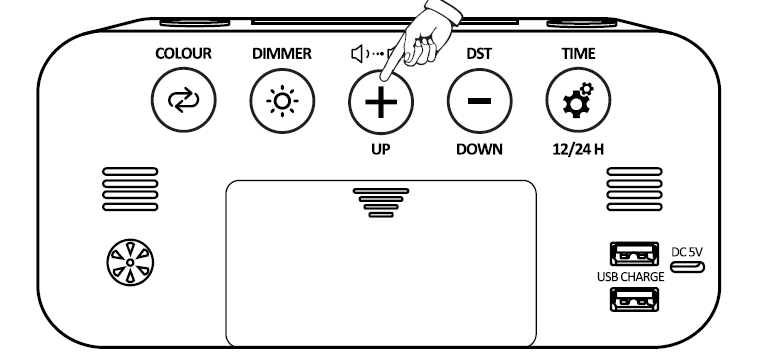 COLOUR
DIMMER
DST
TIME
UP
DOWN
12/24 H
DC 5V
USB CHARGE